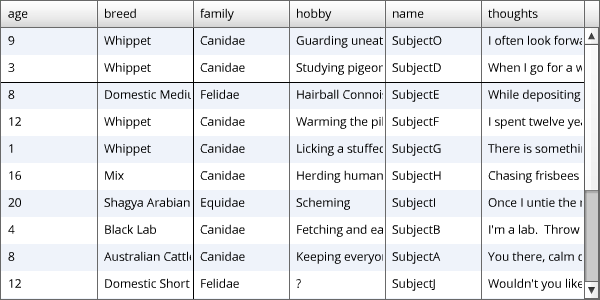 age breed family hobby name thoughts
9 Whippet Canidae Guarding uneat SubjectO I often look forwa
3 Whippet Canidae Studying pigeor SubjectD When I go for a w
8 Domestic Mediu Felidae Hairball Connoi SubjectE While depositing
12 Whippet Canidae Warming the pil SubjectF I spent twelve yea
1 Whippet Canidae Licking a stuffed SubjectG There is somethi
16 Mix Canidae Herding human SubjectH Chasing frisbees
20 Shagya Arabian Equidae Scheming SubjectI Once I untie the
4 Black Lab Canidae Fetching and ea SubjectB I'm a lab. Throw
8 Australian Cattl Canidae Keeping everyo SubjectA You there, calm
12 Domestic Short Felidae ? SubjectJ Wouldn't you like